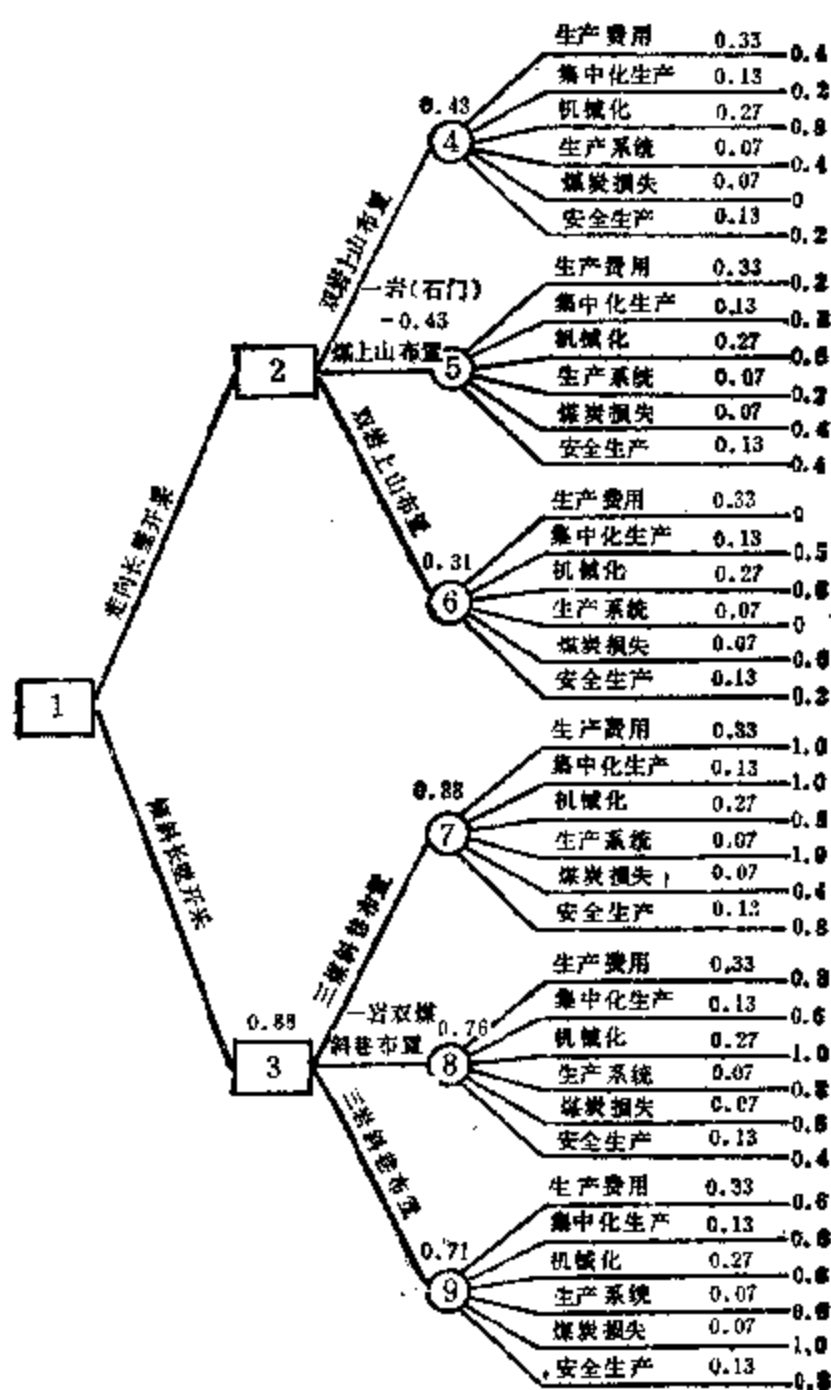 生产费用 0.33 0.4
集中化生产 0.13 0.2
0.43 机械化 0.27
4 生产系统 0.07 0.4
煤炭损失 0.07 0
安全生产 0.13 0.2
双岩上山布置
一岩(石门) 生产费用 0.33 0.2
-0.43 集中化生产 0.13
煤上山布置 机械化 0.27
2 5 生产系统 0.07 0.2
煤炭损失 0.07 0.4
安全生产 0.13 0.4
双岩上山布置
走向长壁开采
生产费用 0.33 0
集中化生产 0.13 0.5
0.31 机械化 0.27
6 生产系统 0.07 0
煤炭损失 0.07
安全生产 0.13 0.2
1
倾斜长壁开采
生产费用 0.33 1.0
集中化生产 0.13 1.0
0.88 机械化 0.27
7 生产系统 0.07 1.0
煤炭损失 0.07 0.4
安全生产 0.13 0.8
三煤斜巷布置
生产费用 0.33 0.8
0.88 一岩双煤 0.76 集中化生产 0.13 0.6
斜巷布置 机械化 0.27 1.0
3 8 生产系统 0.07
煤炭损失 0.07
安全生产 0.13 0.4
三岩斜巷布置
生产费用 0.33 0.6
集中化生产 0.13
0.71 机械化 0.27
9 生产系统 0.07
煤炭损失 0.07 1.0
安全生产 0.13